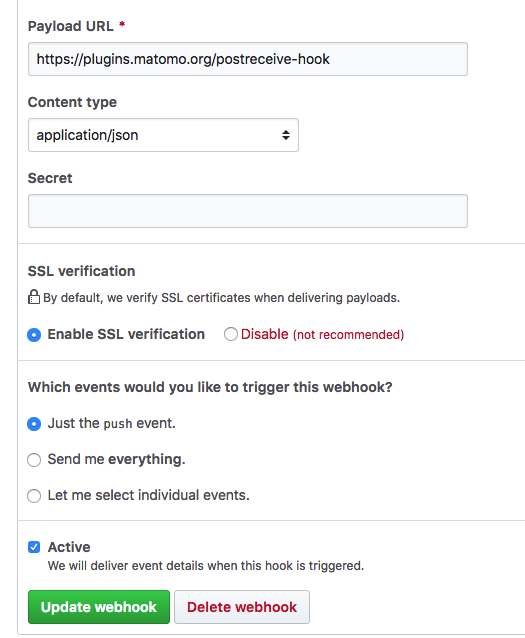 Payload URL *
https://plugins.matomo.org/postreceive-hook
Content type
application/json
Secret
SSL verification
By default, we verify SSL certificates when delivering payloads.
Enable SSL verification Disable (not recommended)
Which events would you like to trigger this webhook?
Just the push event.
Send me everything.
Let me select individual events.
Active
We will deliver event details when this hook is triggered.
Update webhook Delete webhook